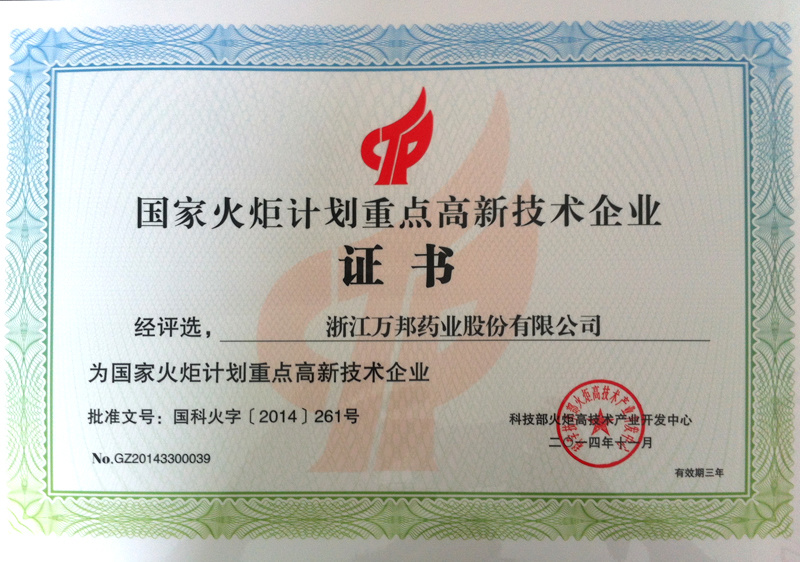 国家火炬计划重点高新技术企业
证书
经评选，浙江万邦药业股份有限公司
为国家火炬计划重点高新技术企业
批准文号：国科火字〔2014〕261号
No.GZ20143300039
科技部火炬高技术产业开发中心
二〇一四年十一月
有效期三年